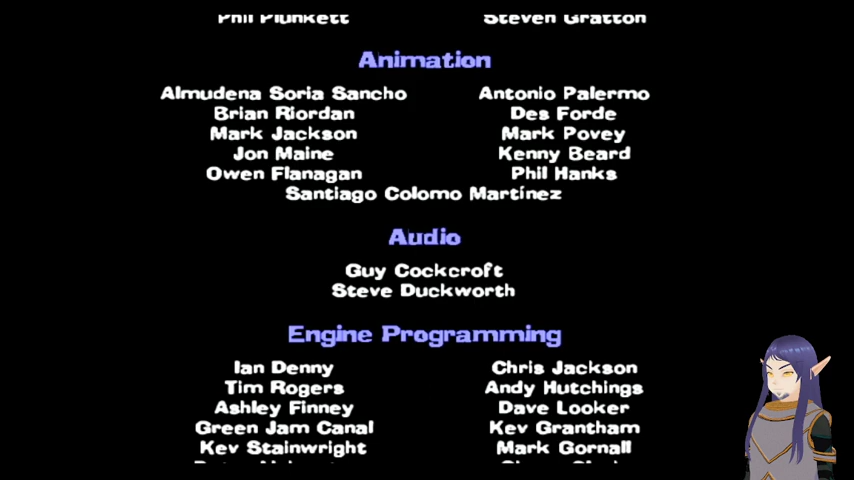 Phil Plunkett Steven Gratton
Animation
Almudena Soria Sancho Antonio Palermo
Brian Riordan Des Forde
Mark Jackson Mark Povey
Jon Maine Kenny Beard
Owen Flanagan Phil Hanks
Santiago Colomo Martínez
Audio
Guy Cockcroft
Steve Duckworth
Engine Programming
Ian Denny Chris Jackson
Tim Rogers Andy Hutchings
Ashley Finney Dave Looker
Green Jam Canal Kev Grantham
Kev Stainwright Mark Gornall